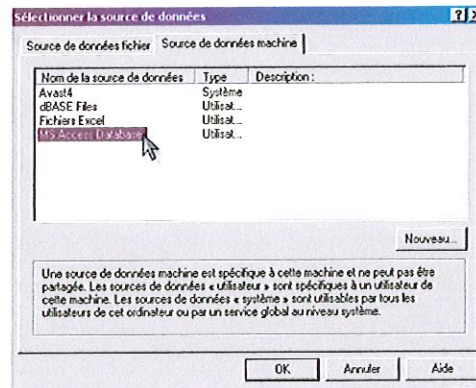 Sélectionner la source de données
Source de données fichier Source de données machine
Nom de la source de données Type Description :
Avast4 Système
dBASE Files Utilisat...
Fichiers Excel Utilisat...
MS Access Database Utilisat...
Nouveau...
Une source de données machine est spécifique à cette machine et ne peut pas être
partagée. Les sources de données « utilisateur » sont spécifiques à un utilisateur de
cette machine. Les sources de données « système » sont utilisables par tous les
utilisateurs de cet ordinateur ou par un service global au niveau système.
OK Annuler Aide